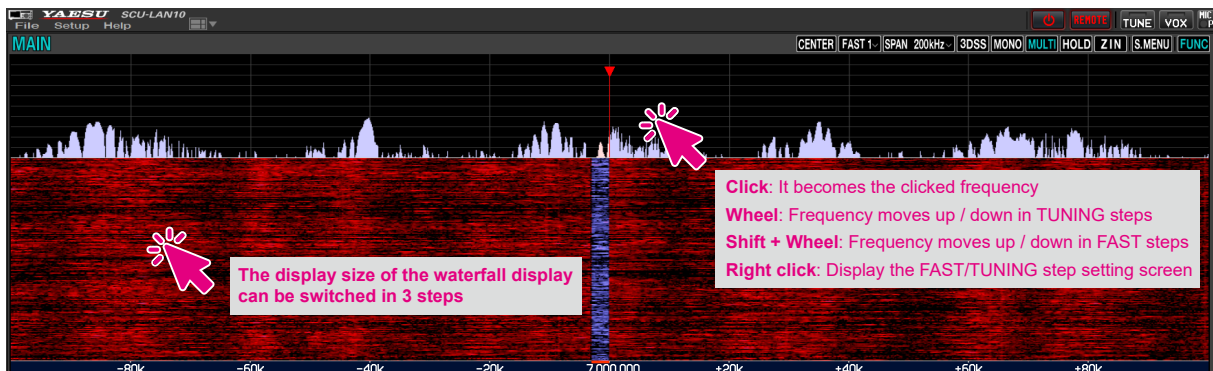 YAESU SCU-LAN10
File Setup Help
REMOTE TUNE VOX MIC
MAIN
CENTER FAST 1 SPAN 200kHz 3DSS MONO MULTI HOLD ZIN S.MENU FUNC
Click: It becomes the clicked frequency
Wheel: Frequency moves up / down in TUNING steps
Shift + Wheel: Frequency moves up / down in FAST steps
Right click: Display the FAST/TUNING step setting screen
The display size of the waterfall display
can be switched in 3 steps
-80k -60k -40k -20k 7.000.000 +20k +40k +60k +80k